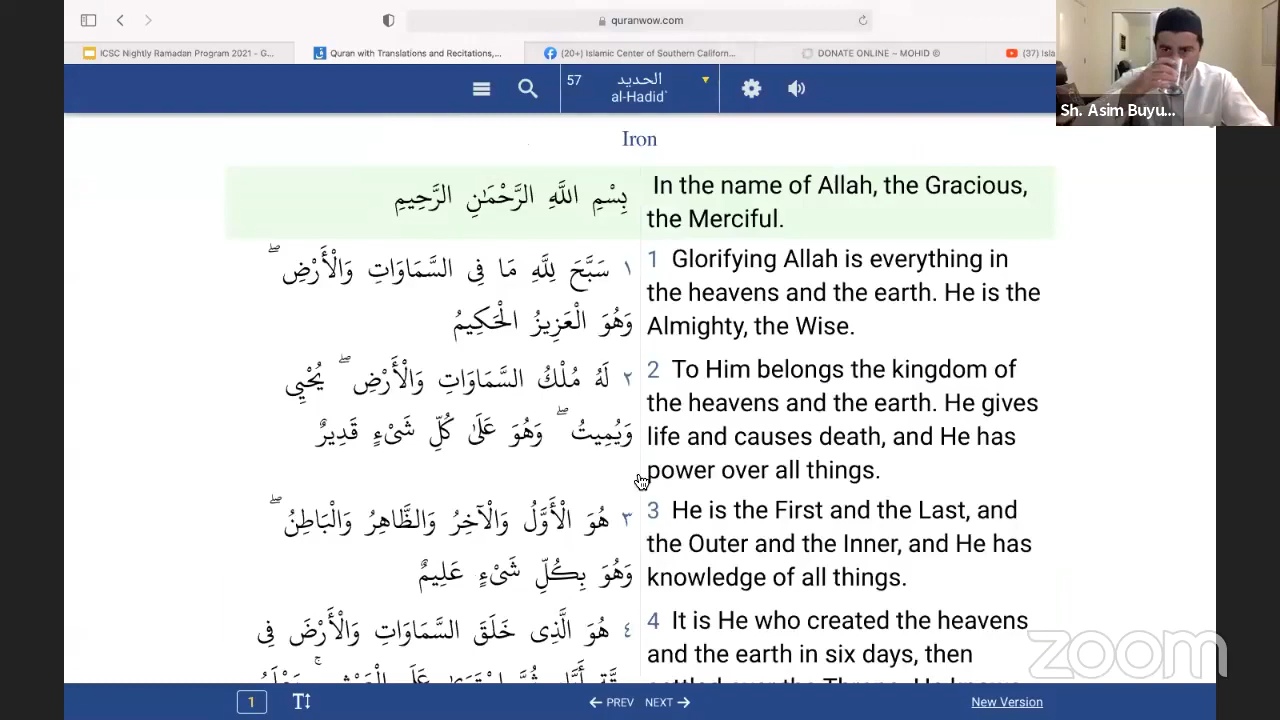 quranwow.com
ICSC Nightly Ramadan Program 2021 - G...
Quran with Translations and Recitations,...
(20+) Islamic Center of Southern Californ...
DONATE ONLINE ~ MOHID ®
(37) Isla
57
الحديد
al-Hadid`
Sh. Asim Buyu...
Iron
بِسْمِ اللَّهِ الرَّحْمَٰنِ الرَّحِيمِ
In the name of Allah, the Gracious,
the Merciful.
١ سَبَّحَ لِلَّهِ مَا فِي السَّمَاوَاتِ وَالْأَرْضِ ۖ
وَهُوَ الْعَزِيزُ الْحَكِيمُ
1 Glorifying Allah is everything in
the heavens and the earth. He is the
Almighty, the Wise.
٢ لَهُ مُلْكُ السَّمَاوَاتِ وَالْأَرْضِ ۖ يُحْيِي
وَيُمِيتُ ۖ وَهُوَ عَلَىٰ كُلِّ شَيْءٍ قَدِيرٌ
2 To Him belongs the kingdom of
the heavens and the earth. He gives
life and causes death, and He has
power over all things.
٣ هُوَ الْأَوَّلُ وَالْآخِرُ وَالظَّاهِرُ وَالْبَاطِنُ ۖ
وَهُوَ بِكُلِّ شَيْءٍ عَلِيمٌ
3 He is the First and the Last, and
the Outer and the Inner, and He has
knowledge of all things.
٤ هُوَ الَّذِي خَلَقَ السَّمَاوَاتِ وَالْأَرْضَ فِي
4 It is He who created the heavens
and the earth in six days, then
zoom
1
PREV NEXT
New Version